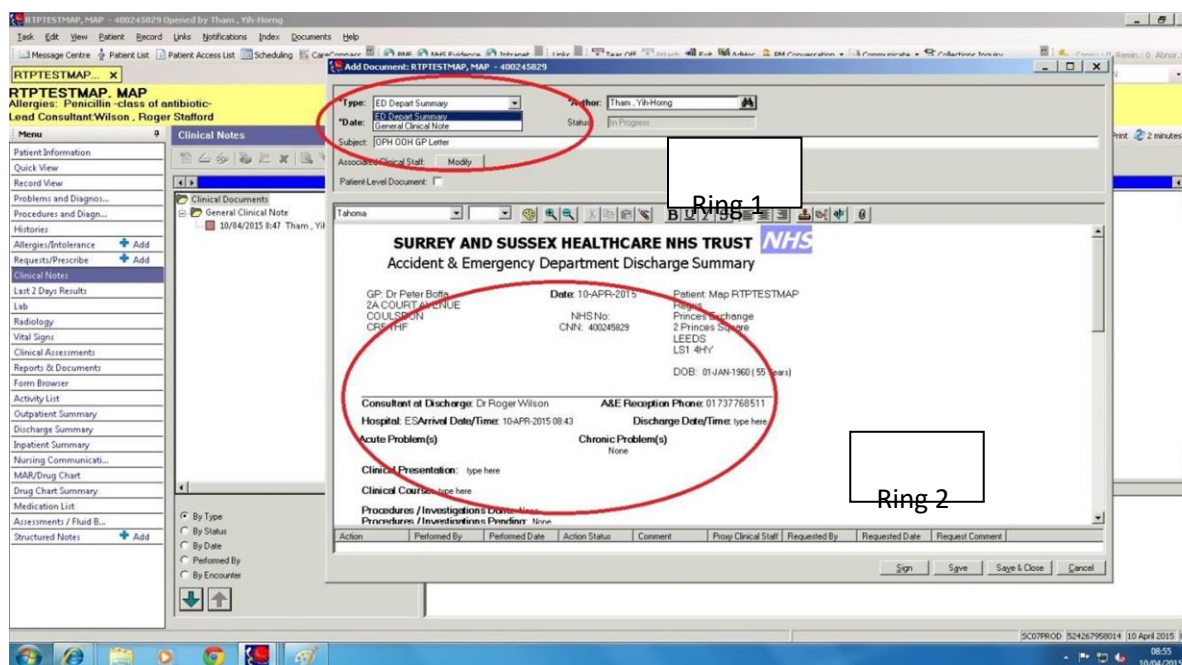 RTPTESTMAP, MAP - 400245829 Opened by Tham , Yih-Horng
Task Edit View Patient Record Links Notifications Index Documents Help
Message Centre Patient List Patient Access List Scheduling
RTPTESTMAP... X
RTPTESTMAP. MAP
Allergies: Penicillin -class of antibiotic-
Lead Consultant:Wilson , Roger Stafford
Print 2 minutes
Menu
Patient Information
Quick View
Record View
Problems and Diagnos...
Procedures and Diagn...
Histories
Allergies/Intolerance Add
Requests/Prescribe Add
Clinical Notes
Last 2 Days Results
Lab
Radiology
Vital Signs
Clinical Assessments
Reports & Documents
Form Browser
Activity List
Outpatient Summary
Discharge Summary
Inpatient Summary
Nursing Communicati...
MAR/Drug Chart
Drug Chart Summary
Medication List
Assessments / Fluid B...
Structured Notes Add
Clinical Notes
Clinical Documents
General Clinical Note
10/04/2015 8:47 Tham , Yi
By Type
By Status
By Date
Performed By
By Encounter
Add Document: RTPTESTMAP, MAP - 400245829
*Type: ED Depart Summary
*Author: Tham , Yih-Horng
ED Depart Summary
General Clinical Note
*Date:
Status: In Progress
Subject: OPH OOH GP Letter
Associated Clinical Staff: Modify
Patient Level Document:
Ring 1
Tahoma
SURREY AND SUSSEX HEALTHCARE NHS TRUST NHS
Accident & Emergency Department Discharge Summary
GP: Dr Peter Boffa
2A COURT AVENUE
COULSDON
CR5 1HF
Date: 10-APR-2015
NHS No:
CNN: 400245829
Patient: Map RTPTESTMAP
Regus
Princes Exchange
2 Princes Square
LEEDS
LS1 4HY
DOB: 01-JAN-1960 ( 55 Years)
Consultant at Discharge: Dr Roger Wilson A&E Reception Phone: 01737768511
Hospital: ESArrival Date/Time: 10-APR-2015 08:43 Discharge Date/Time: type here
Acute Problem(s) Chronic Problem(s)
None
Clinical Presentation: type here
Clinical Course: type here
Procedures / Investigations Done: None
Procedures / Investigations Pending: None
Ring 2
Action Performed By Performed Date Action Status Comment Proxy Clinical Staff Requested By Requested Date Request Comment
Sign Save Save & Close Cancel
SC07PROD S24267958014 10 April 2015
08:55
10/04/2015